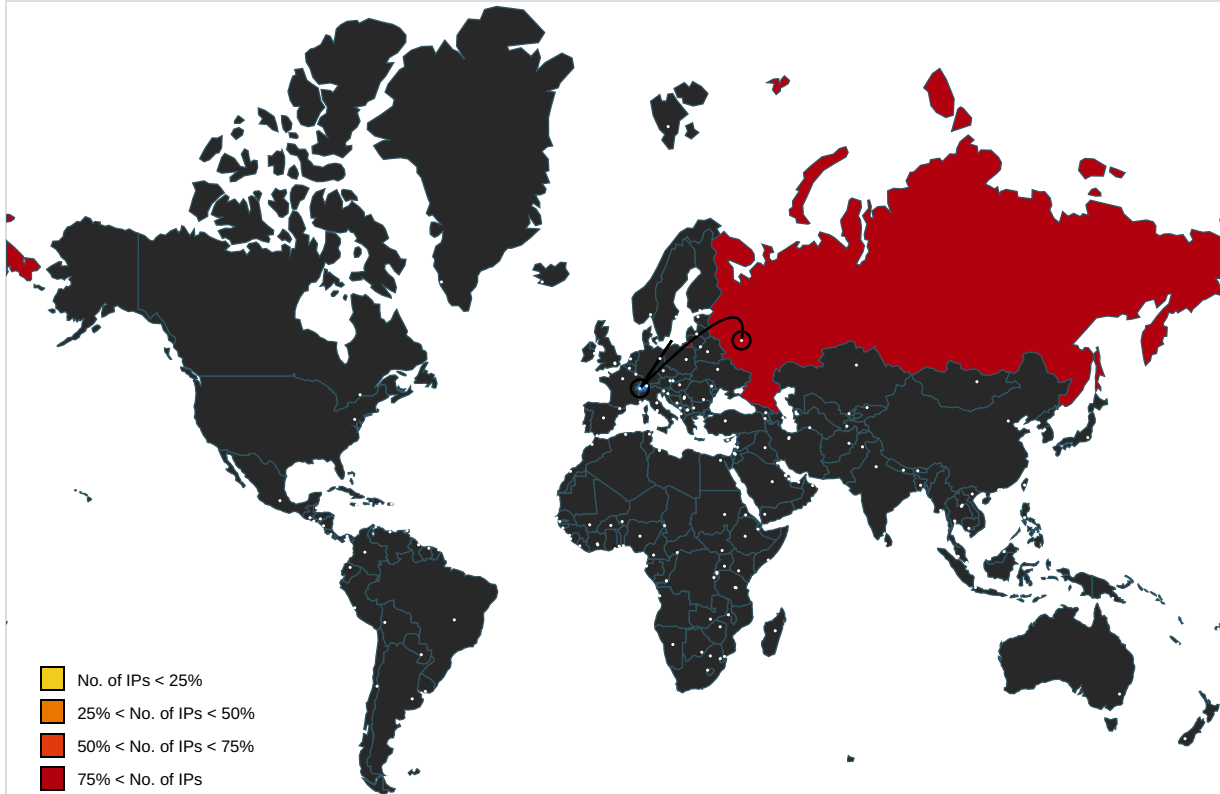 No. of IPs < 25%
25% < No. of IPs < 50%
50% < No. of IPs < 75%
75% < No. of IPs